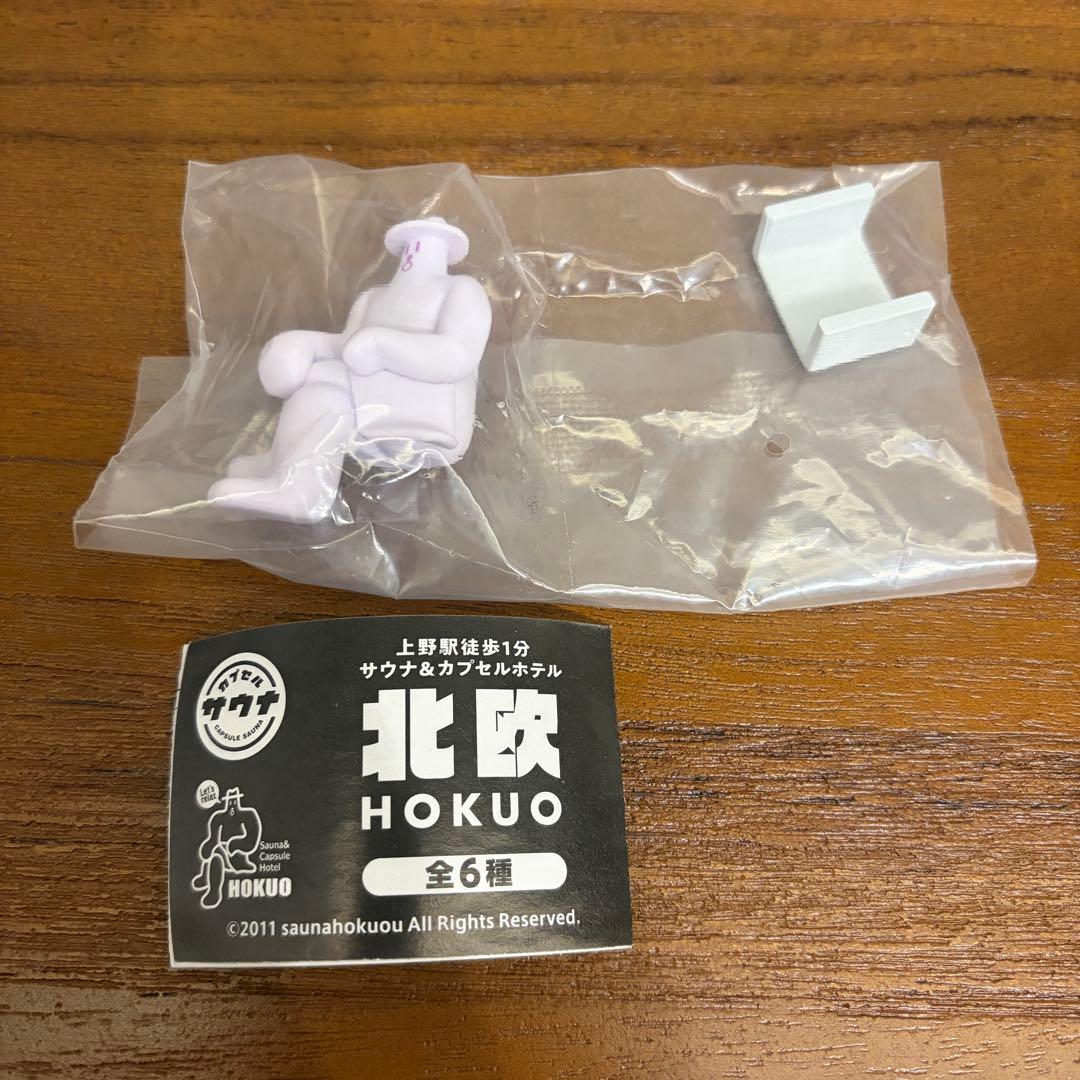 上野駅徒歩1分
サウナ&カプセルホテル
北欧
HOKUO
全6種
カプセル
サウナ
CAPSULE SAUNA
Let's
relax
Sauna&
Capsule
Hotel
HOKUO
©2011 saunahokuou All Rights Reserved.